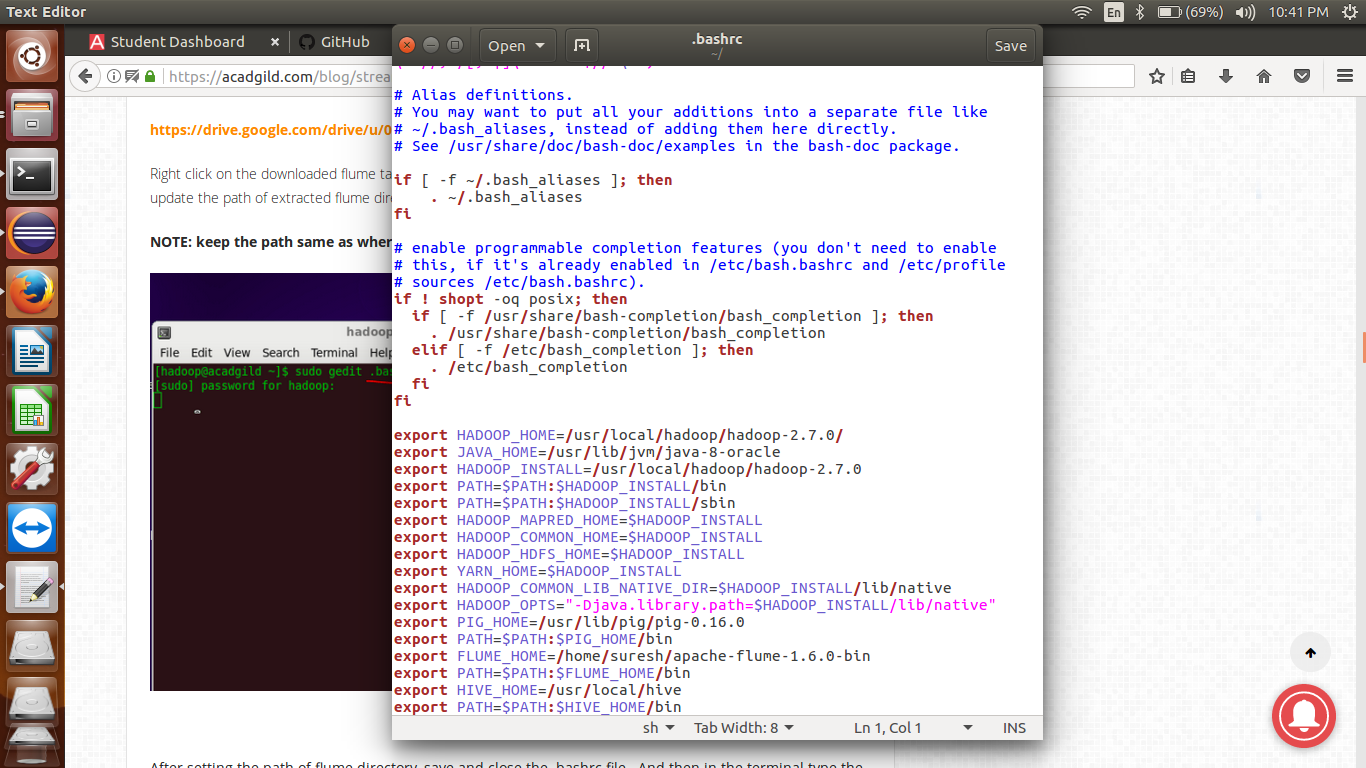 Text Editor
En
(69%)
10:41 PM
Student Dashboard
GitHub
https://acadgild.com/blog/strea
Open
.bashrc
~/
Save
https://drive.google.com/drive/u/0
Right click on the downloaded flume ta
update the path of extracted flume dire
NOTE: keep the path same as wher
hadoop
File Edit View Search Terminal Help
[hadoop@acadgild ~]$ sudo gedit .bas
[sudo] password for hadoop:
# Alias definitions.
# You may want to put all your additions into a separate file like
# ~/.bash_aliases, instead of adding them here directly.
# See /usr/share/doc/bash-doc/examples in the bash-doc package.
if [ -f ~/.bash_aliases ]; then
    . ~/.bash_aliases
fi
# enable programmable completion features (you don't need to enable
# this, if it's already enabled in /etc/bash.bashrc and /etc/profile
# sources /etc/bash.bashrc).
if ! shopt -oq posix; then
  if [ -f /usr/share/bash-completion/bash_completion ]; then
    . /usr/share/bash-completion/bash_completion
  elif [ -f /etc/bash_completion ]; then
    . /etc/bash_completion
  fi
fi
export HADOOP_HOME=/usr/local/hadoop/hadoop-2.7.0/
export JAVA_HOME=/usr/lib/jvm/java-8-oracle
export HADOOP_INSTALL=/usr/local/hadoop/hadoop-2.7.0
export PATH=$PATH:$HADOOP_INSTALL/bin
export PATH=$PATH:$HADOOP_INSTALL/sbin
export HADOOP_MAPRED_HOME=$HADOOP_INSTALL
export HADOOP_COMMON_HOME=$HADOOP_INSTALL
export HADOOP_HDFS_HOME=$HADOOP_INSTALL
export YARN_HOME=$HADOOP_INSTALL
export HADOOP_COMMON_LIB_NATIVE_DIR=$HADOOP_INSTALL/lib/native
export HADOOP_OPTS="-Djava.library.path=$HADOOP_INSTALL/lib/native"
export PIG_HOME=/usr/lib/pig/pig-0.16.0
export PATH=$PATH:$PIG_HOME/bin
export FLUME_HOME=/home/suresh/apache-flume-1.6.0-bin
export PATH=$PATH:$FLUME_HOME/bin
export HIVE_HOME=/usr/local/hive
export PATH=$PATH:$HIVE_HOME/bin
sh
Tab Width: 8
Ln 1, Col 1
INS
After setting the path of flume directory, save and close the .bashrc file. And then in the terminal type the